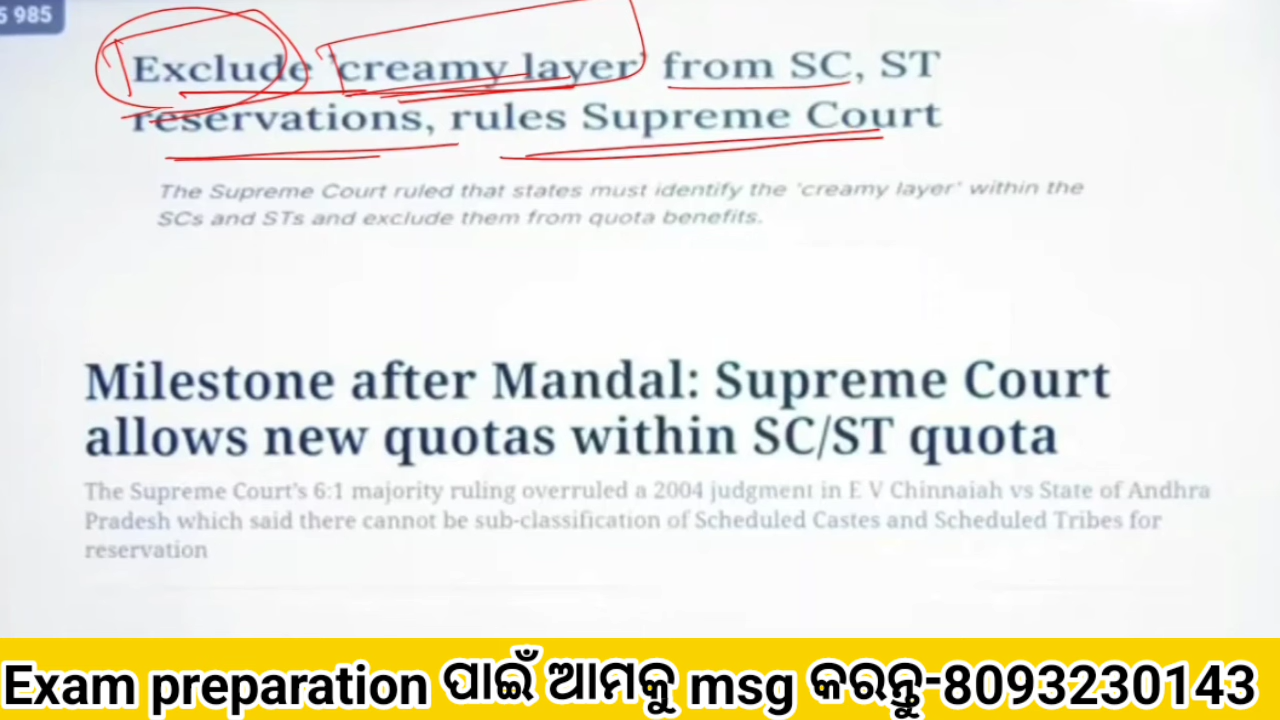 5 985
Exclude 'creamy layer' from SC, ST
reservations, rules Supreme Court
The Supreme Court ruled that states must identify the 'creamy layer' within the
SCs and STs and exclude them from quota benefits.
Milestone after Mandal: Supreme Court
allows new quotas within SC/ST quota
The Supreme Court's 6:1 majority ruling overruled a 2004 judgment in E V Chinnaiah vs State of Andhra
Pradesh which said there cannot be sub-classification of Scheduled Castes and Scheduled Tribes for
reservation
Exam preparation ପାଇଁ ଆମକୁ msg କରନ୍ତୁ-8093230143